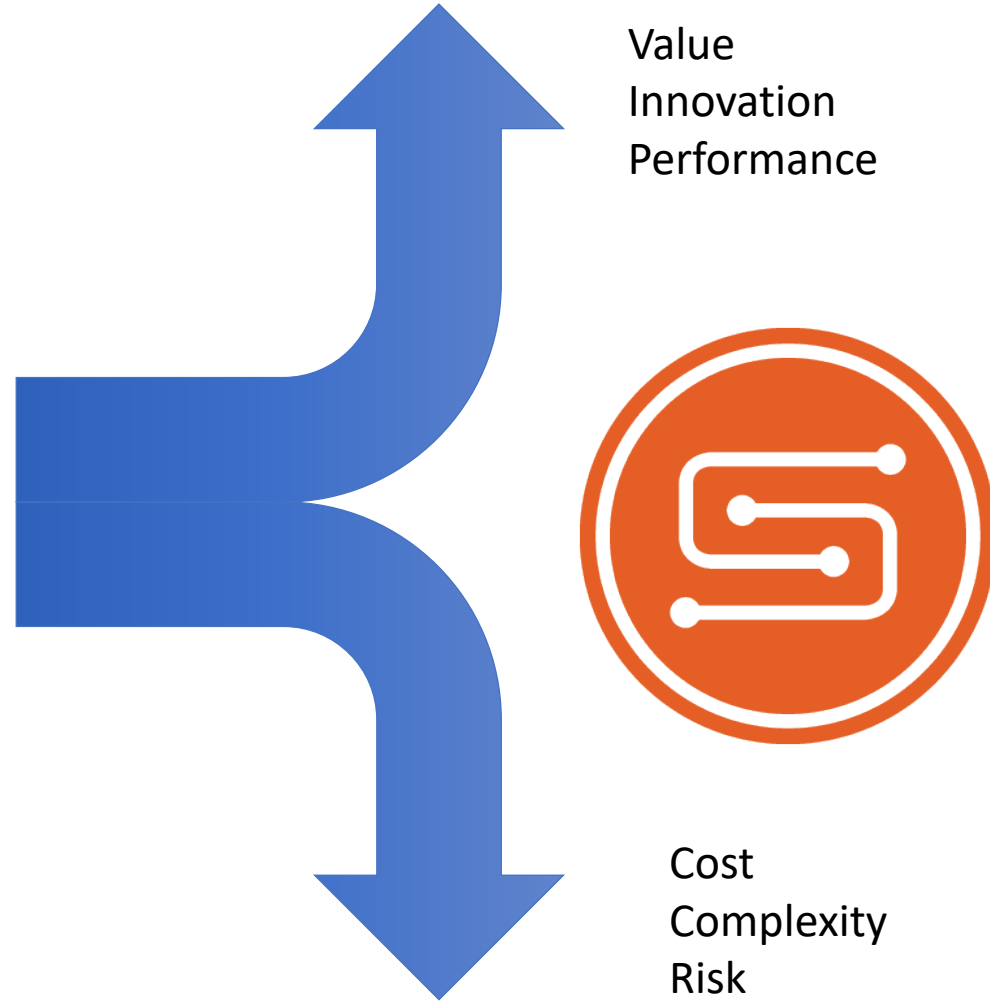 Value
Innovation
Performance
Cost
Complexity
Risk